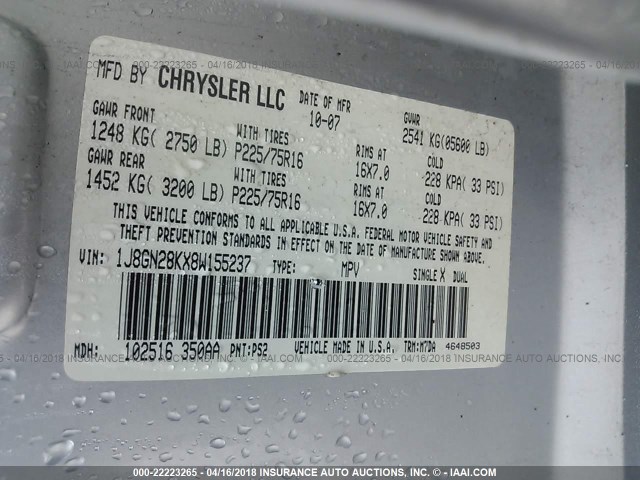 MFD BY CHRYSLER LLC DATE OF MFR GVWR
10-07 2541 KG(05600 LB)
GAWR FRONT WITH TIRES RIMS AT COLD
1248 KG( 2750 LB) P225/75R16 16X7.0 228 KPA( 33 PSI)
GAWR REAR WITH TIRES RIMS AT COLD
1452 KG( 3200 LB) P225/75R16 16X7.0 228 KPA( 33 PSI)
THIS VEHICLE CONFORMS TO ALL APPLICABLE U.S.A. FEDERAL MOTOR VEHICLE SAFETY AND
THEFT PREVENTION STANDARDS IN EFFECT ON THE DATE OF MANUFACTURE SHOWN ABOVE.
VIN: 1J8GN28KX8W155237 TYPE: MPV SINGLE X DUAL
MDH: 102516 350AA PNT:PS2 VEHICLE MADE IN U.S.A. TRM:M7DA 4648503
000-22223265 - 04/16/2018 INSURANCE AUTO AUCTIONS, INC. - IAAI.COM